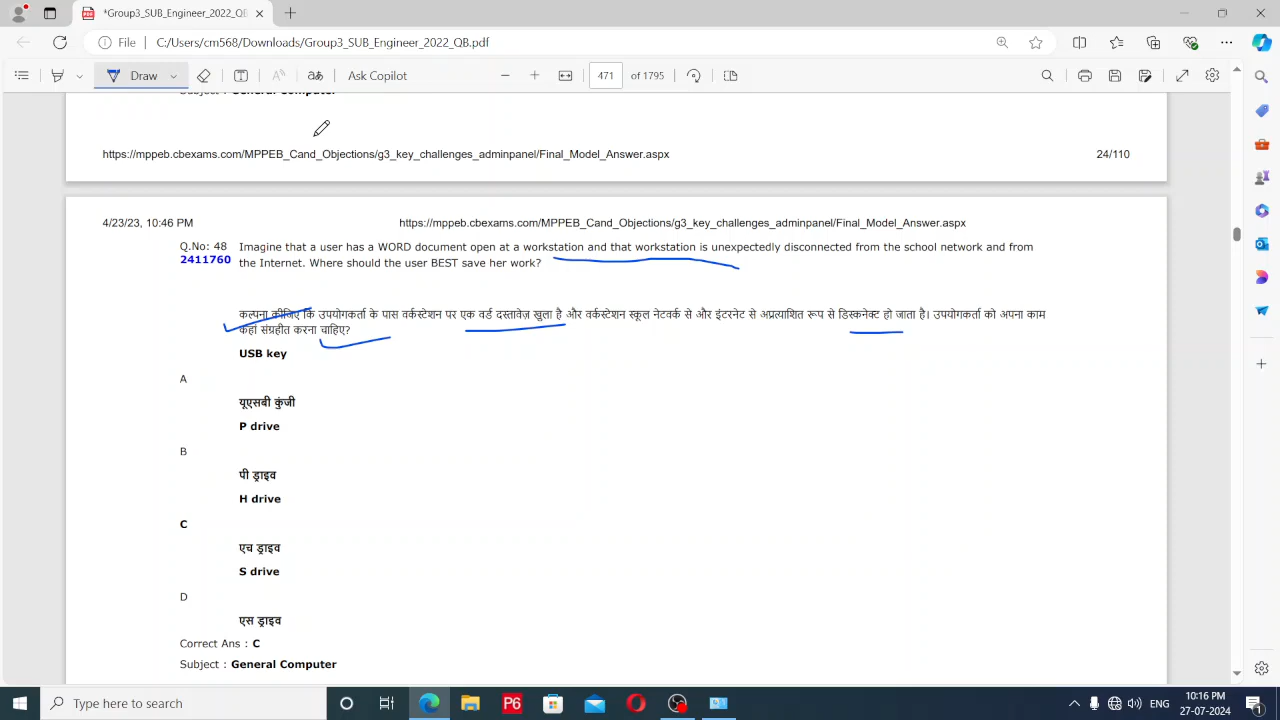 *Group3_SUB_Engineer_2022_QB.
File C:/Users/cm568/Downloads/Group3_SUB_Engineer_2022_QB.pdf
Draw Ask Copilot 471 of 1795
Subject : General Computer
https://mppeb.cbexams.com/MPPEB_Cand_Objections/g3_key_challenges_adminpanel/Final_Model_Answer.aspx 24/110
4/23/23, 10:46 PM https://mppeb.cbexams.com/MPPEB_Cand_Objections/g3_key_challenges_adminpanel/Final_Model_Answer.aspx
Q.No: 48 Imagine that a user has a WORD document open at a workstation and that workstation is unexpectedly disconnected from the school network and from
2411760 the Internet. Where should the user BEST save her work?
कल्पना कीजिए कि उपयोगकर्ता के पास वर्कस्टेशन पर एक वर्ड दस्तावेज़ खुला है और वर्कस्टेशन स्कूल नेटवर्क से और इंटरनेट से अप्रत्याशित रूप से डिस्कनेक्ट हो जाता है। उपयोगकर्ता को अपना काम
कहाँ संग्रहीत करना चाहिए?
USB key
A
यूएसबी कुंजी
P drive
B
पी ड्राइव
H drive
C
एच ड्राइव
S drive
D
एस ड्राइव
Correct Ans : C
Subject : General Computer
Type here to search P6 ENG 10:16 PM
27-07-2024 1